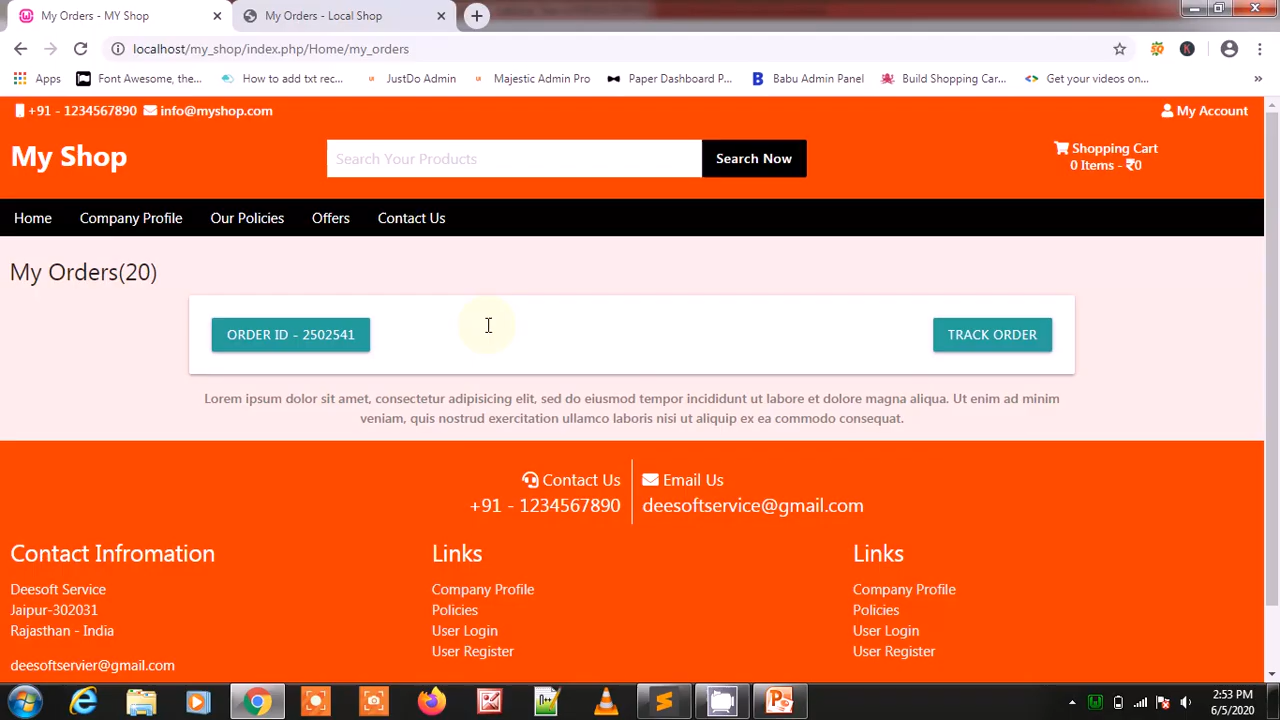 My Orders - MY Shop
My Orders - Local Shop
localhost/my_shop/index.php/Home/my_orders
Apps
Font Awesome, the...
How to add txt rec...
JustDo Admin
Majestic Admin Pro
Paper Dashboard P...
Babu Admin Panel
Build Shopping Car...
Get your videos on...
+91 - 1234567890 info@myshop.com
My Account
My Shop
Search Your Products
Search Now
Shopping Cart
0 Items - ₹0
Home
Company Profile
Our Policies
Offers
Contact Us
My Orders(20)
ORDER ID - 2502541
TRACK ORDER
Lorem ipsum dolor sit amet, consectetur adipisicing elit, sed do eiusmod tempor incididunt ut labore et dolore magna aliqua. Ut enim ad minim
veniam, quis nostrud exercitation ullamco laboris nisi ut aliquip ex ea commodo consequat.
Contact Us
+91 - 1234567890
Email Us
deesoftservice@gmail.com
Contact Infromation
Deesoft Service
Jaipur-302031
Rajasthan - India
deesoftservier@gmail.com
Links
Company Profile
Policies
User Login
User Register
Links
Company Profile
Policies
User Login
User Register
2:53 PM
6/5/2020